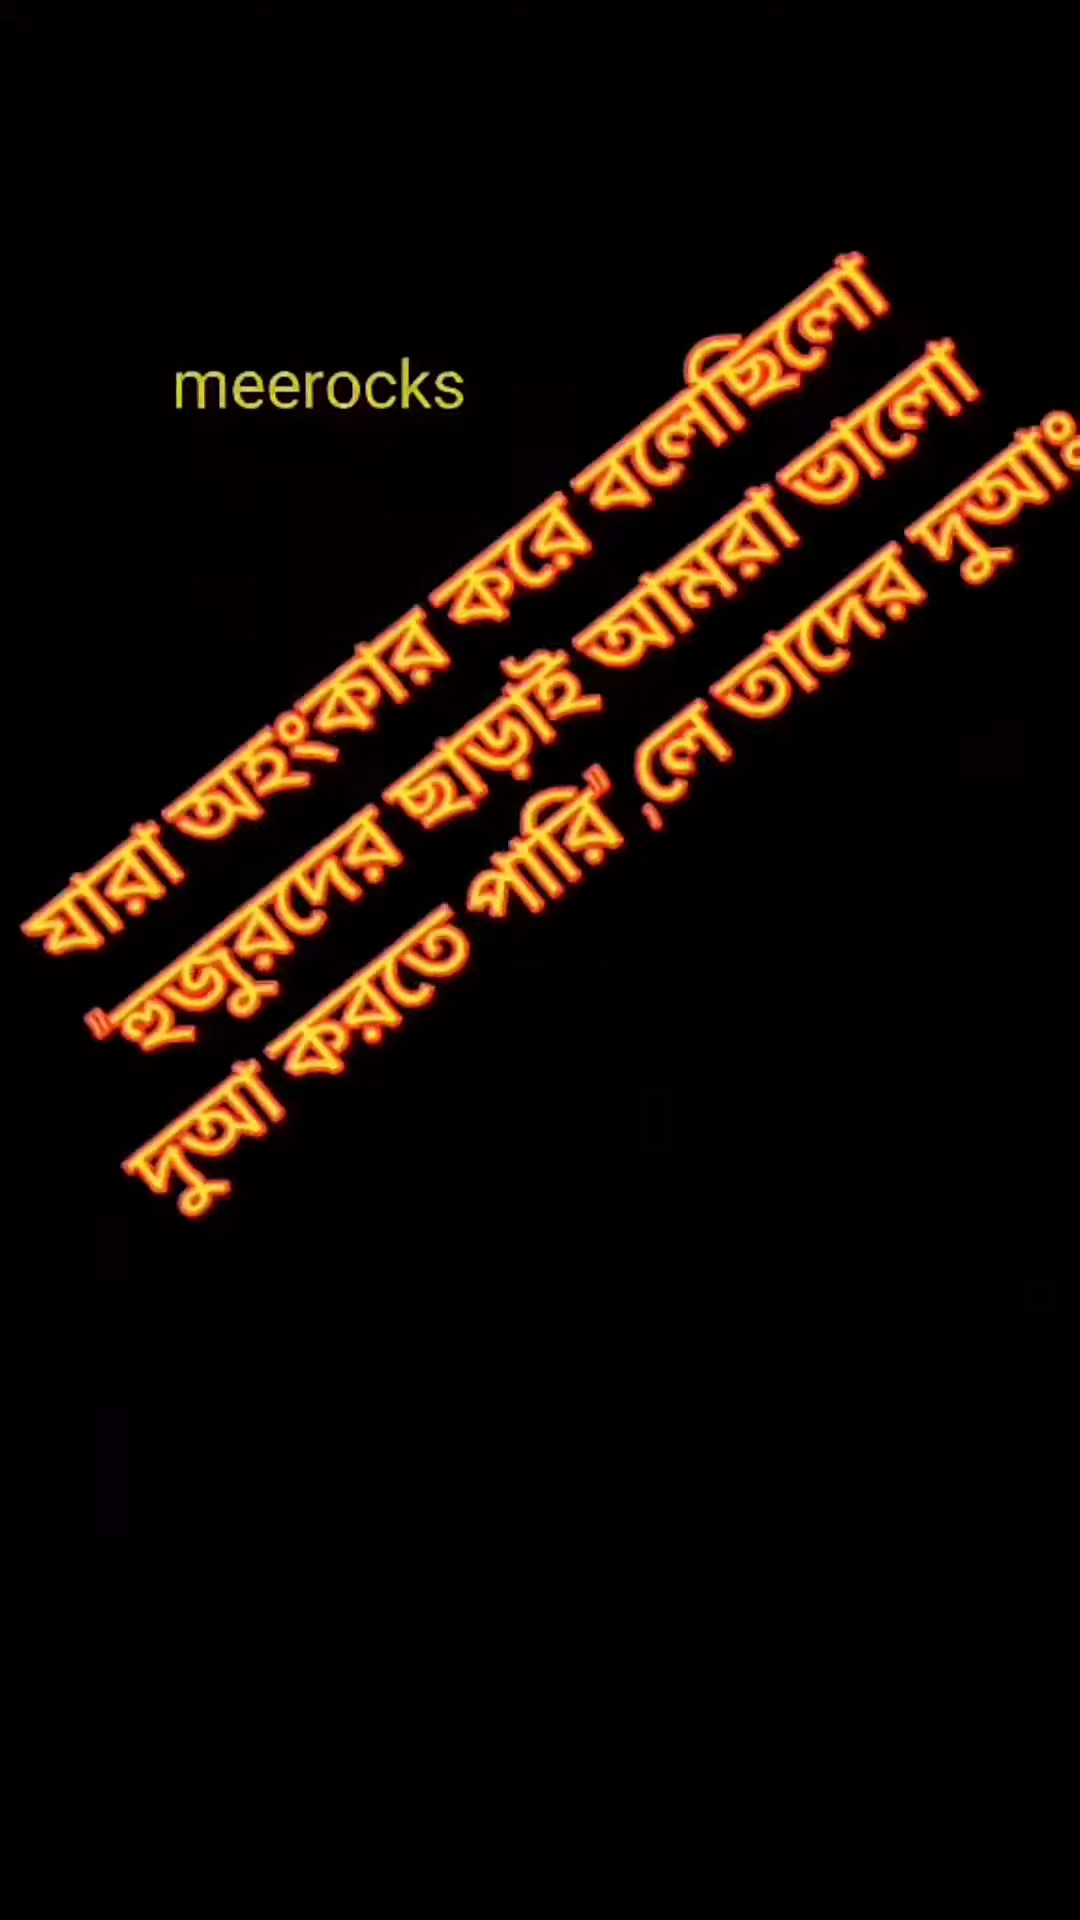 meerocks
যারা অহংকার করে বলেছিলো
"হুজুরদের ছাড়াই আমরা ভালো
দুআ করতে পারি" ,লে তাদের দুআঃ